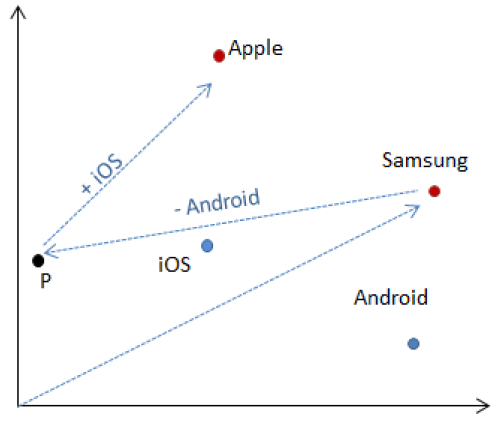 Apple
+ iOS
Samsung
- Android
iOS
P
Android